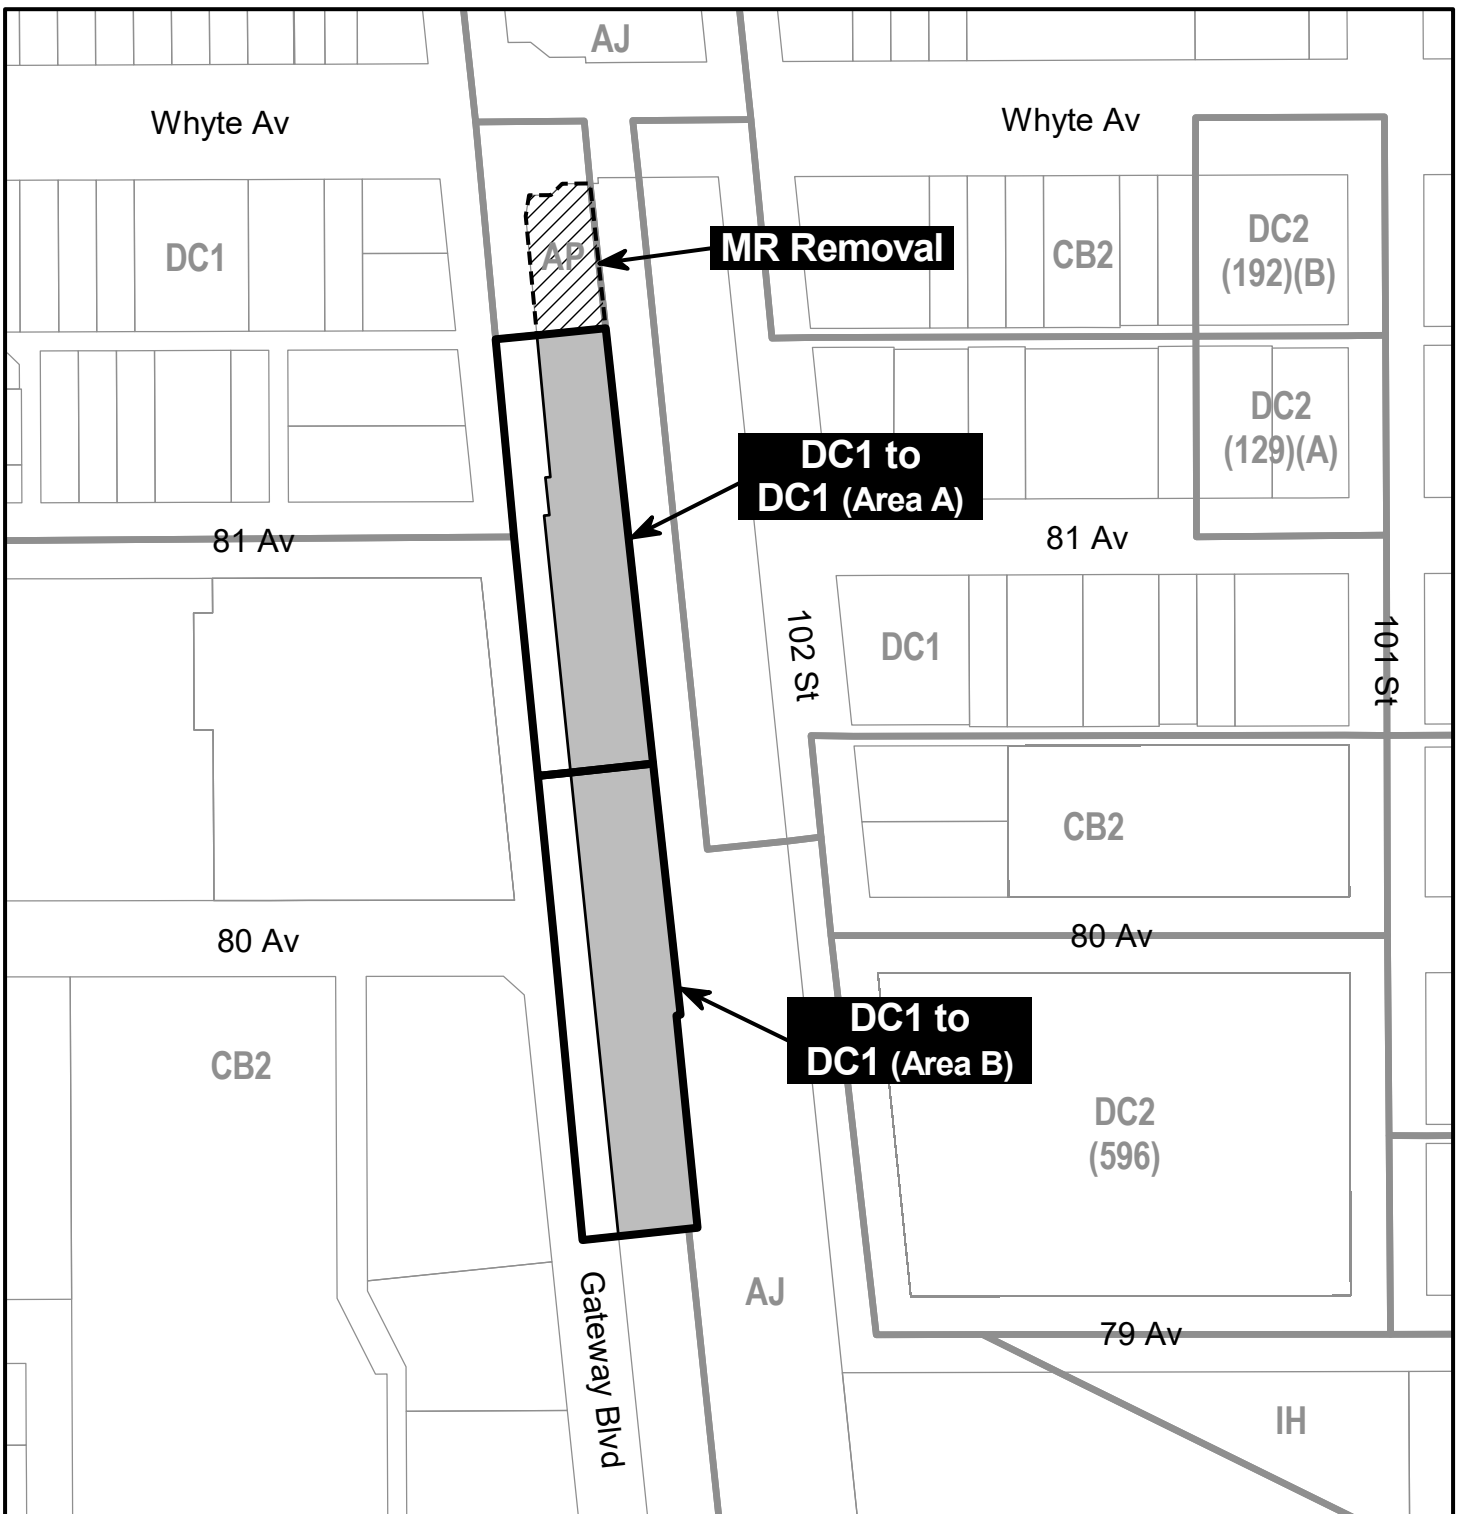 AJ
Whyte Av
Whyte Av
DC1
AP
MR Removal
CB2
DC2
(192)(B)
DC2
(129)(A)
DC1 to
DC1 (Area A)
81 Av
81 Av
102 St
DC1
101 St
CB2
80 Av
80 Av
CB2
DC1 to
DC1 (Area B)
DC2
(596)
AJ
Gateway Blvd
79 Av
IH